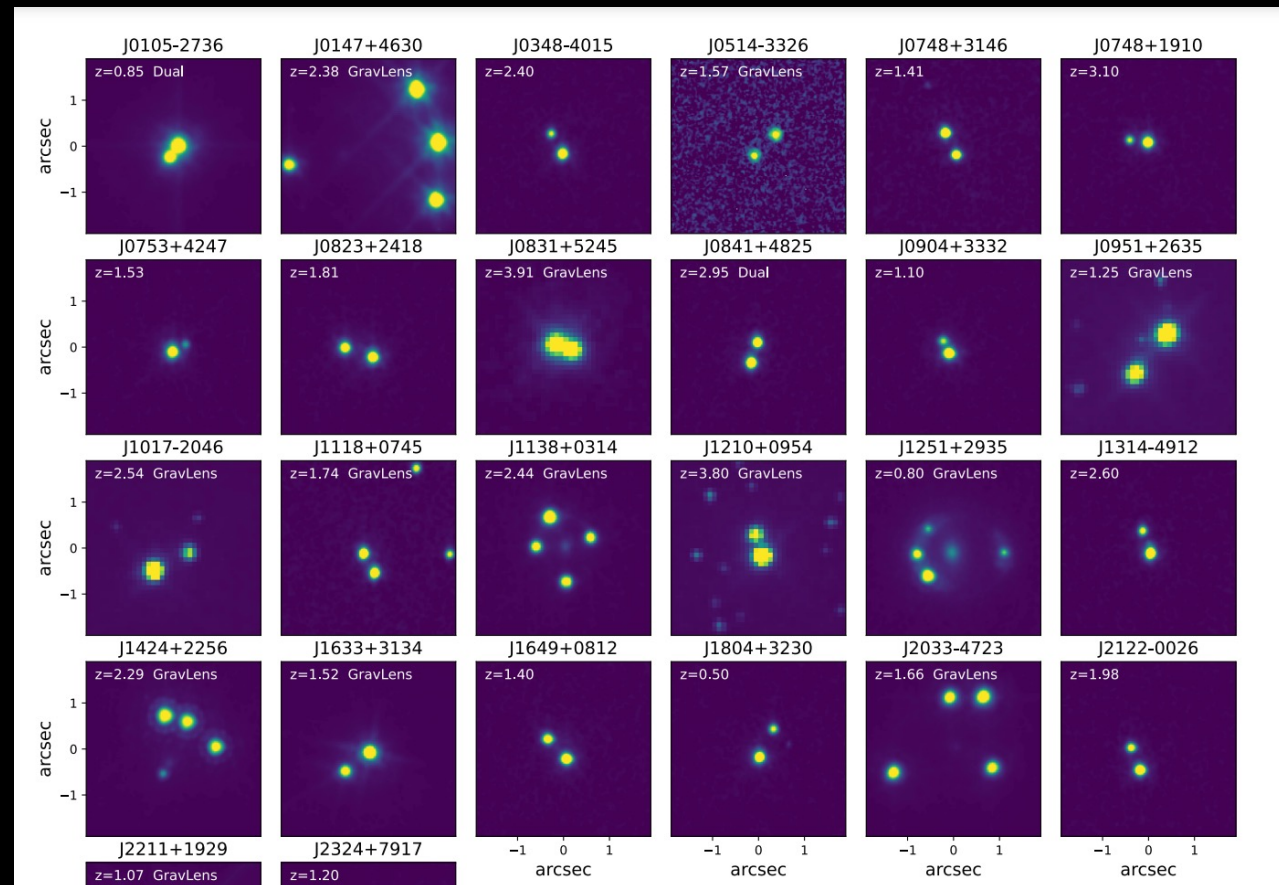 J0105-2736 J0147+4630 J0348-4015 J0514-3326 J0748+3146 J0748+1910
z=0.85 Dual z=2.38 GravLens z=2.40 z=1.57 GravLens z=1.41 z=3.10
1
arcsec
0
−1
J0753+4247 J0823+2418 J0831+5245 J0841+4825 J0904+3332 J0951+2635
z=1.53 z=1.81 z=3.91 GravLens z=2.95 Dual z=1.10 z=1.25 GravLens
1
arcsec
0
−1
J1017-2046 J1118+0745 J1138+0314 J1210+0954 J1251+2935 J1314-4912
z=2.54 GravLens z=1.74 GravLens z=2.44 GravLens z=3.80 GravLens z=0.80 GravLens z=2.60
1
arcsec
0
−1
J1424+2256 J1633+3134 J1649+0812 J1804+3230 J2033-4723 J2122-0026
z=2.29 GravLens z=1.52 GravLens z=1.40 z=0.50 z=1.66 GravLens z=1.98
1
arcsec
0
−1
J2211+1929 J2324+7917 −1 0 1 −1 0 1 −1 0 1 −1 0 1
z=1.07 GravLens z=1.20 arcsec arcsec arcsec arcsec